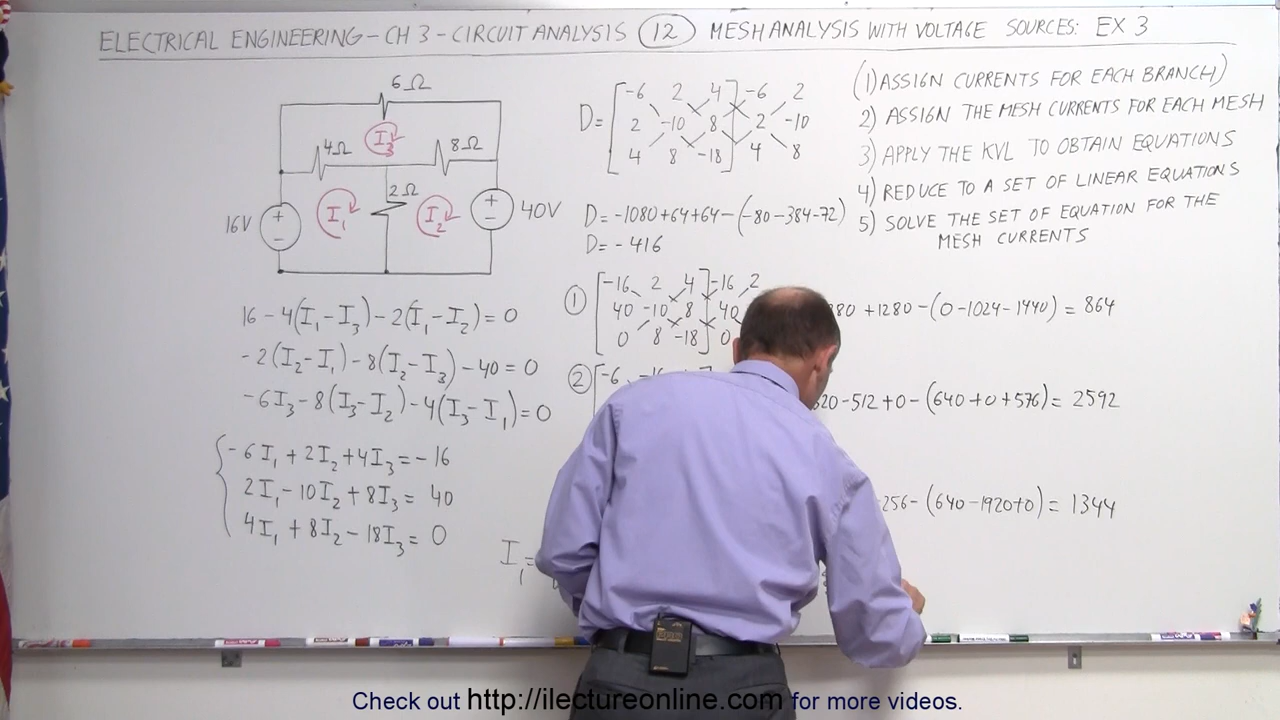 ELECTRICAL ENGINEERING - CH 3 - CIRCUIT ANALYSIS 12 MESH ANALYSIS WITH VOLTAGE SOURCES: EX 3
6Ω
4Ω I₃ 8Ω
16V + − I₁ 2Ω I₂ + − 40V
16 - 4(I₁ - I₃) - 2(I₁ - I₂) = 0
-2(I₂ - I₁) - 8(I₂ - I₃) - 40 = 0
-6I₃ - 8(I₃ - I₂) - 4(I₃ - I₁) = 0
-6I₁ + 2I₂ + 4I₃ = -16
2I₁ - 10I₂ + 8I₃ = 40
4I₁ + 8I₂ - 18I₃ = 0
D = -6 2 4 -6 2
2 -10 8 2 -10
4 8 -18 4 8
D = -1080 + 64 + 64 - (-80 - 384 - 72)
D = -416
1 -16 2 4 -16 2
40 -10 8 40
0 8 -18 0
80 + 1280 - (0 - 1024 - 1440) = 864
2 -6 -16
20 - 512 + 0 - (640 + 0 + 576) = 2592
256 - (640 - 1920 + 0) = 1344
I₁ =
(1) ASSIGN CURRENTS FOR EACH BRANCH)
2) ASSIGN THE MESH CURRENTS FOR EACH MESH
3) APPLY THE KVL TO OBTAIN EQUATIONS
4) REDUCE TO A SET OF LINEAR EQUATIONS
5) SOLVE THE SET OF EQUATION FOR THE
MESH CURRENTS
Check out http://ilectureonline.com for more videos.